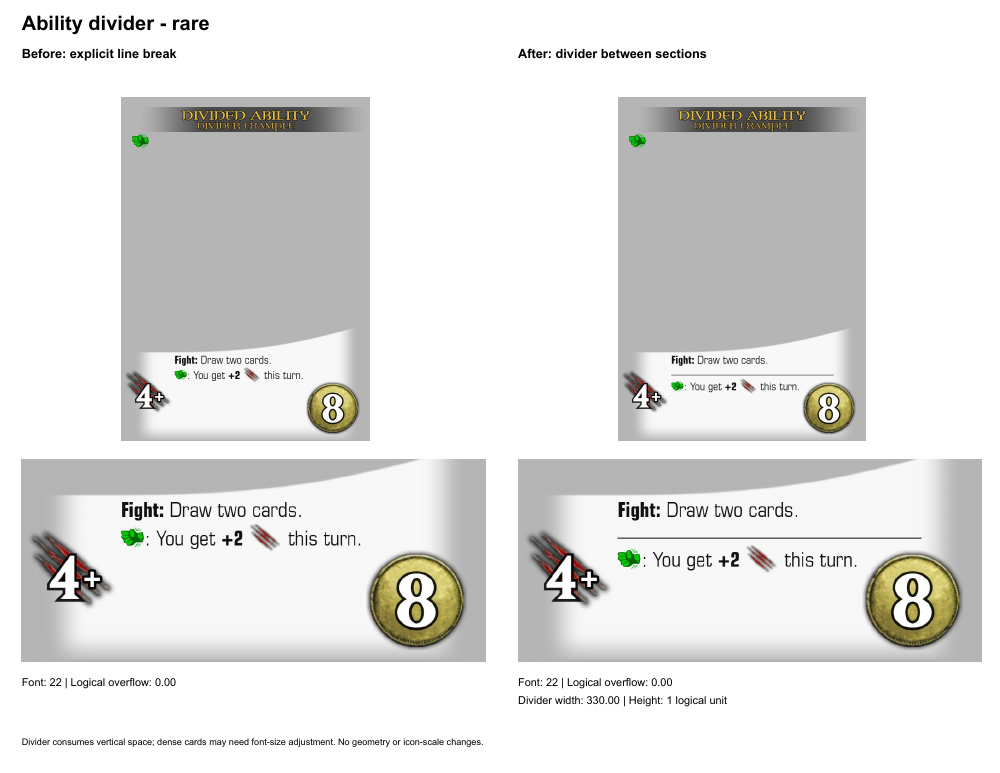 Ability divider - rare
Before: explicit line break
After: divider between sections
DIVIDED ABILITY
DIVIDER EXAMPLE
Fight: Draw two cards.
: You get +2 this turn.
4+
8
DIVIDED ABILITY
DIVIDER EXAMPLE
Fight: Draw two cards.
: You get +2 this turn.
4+
8
Fight: Draw two cards.
: You get +2 this turn.
4+
8
Fight: Draw two cards.
: You get +2 this turn.
4+
8
Font: 22 | Logical overflow: 0.00
Font: 22 | Logical overflow: 0.00
Divider width: 330.00 | Height: 1 logical unit
Divider consumes vertical space; dense cards may need font-size adjustment. No geometry or icon-scale changes.